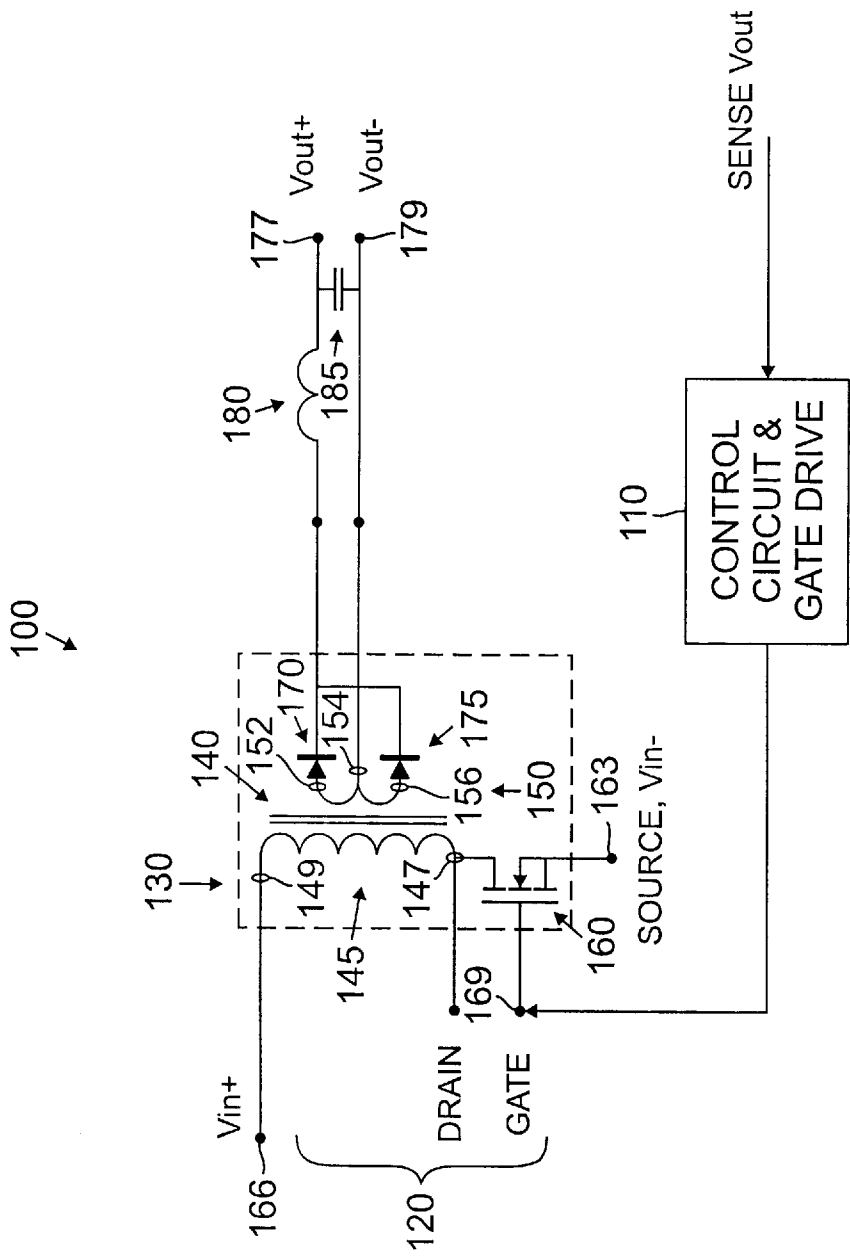 100
130
140
152
170
154
180
177
Vout+
Vout-
179
185
Vin+
166
149
145
147
156
150
175
163
SOURCE, Vin-
160
169
DRAIN
GATE
120
110
CONTROL
CIRCUIT &
GATE DRIVE
SENSE Vout